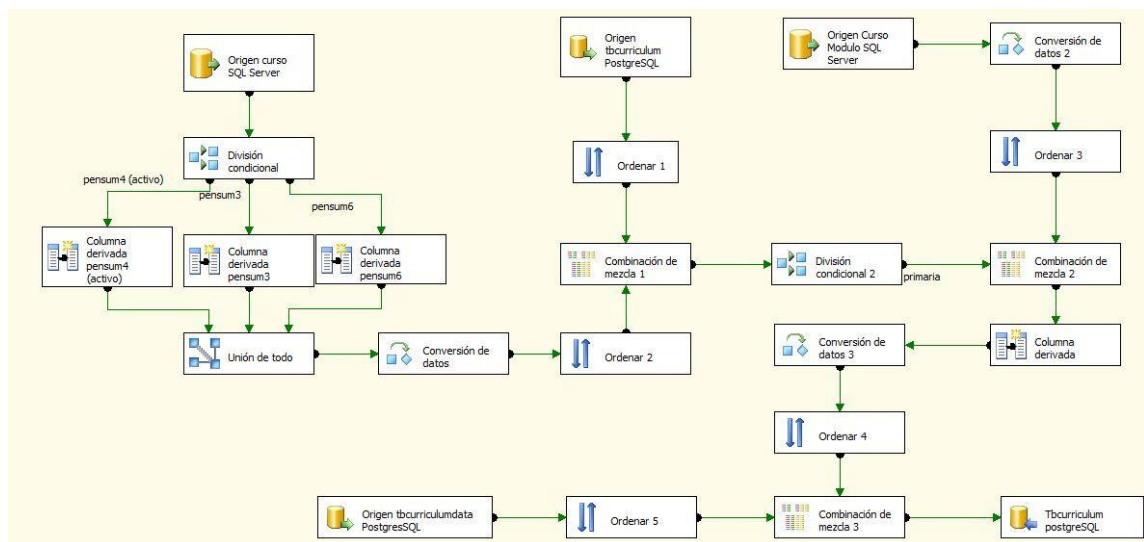 Origen curso
SQL Server
División
condicional
pensum4 (activo)
pensum3
pensum6
Columna
derivada
pensum4
(activo)
Columna
derivada
pensum3
Columna
derivada
pensum6
Unión de todo
Conversión de
datos
Ordenar 2
Origen
tbcurriculum
PostgreSQL
Ordenar 1
Combinación de
mezcla 1
División
condicional 2
primaria
Origen Curso
Modulo SQL
Server
Conversión de
datos 2
Ordenar 3
Combinación de
mezcla 2
Columna
derivada
Conversión de
datos 3
Ordenar 4
Origen tbcurriculumdata
PostgresSQL
Ordenar 5
Combinación de
mezcla 3
Tbcurriculum
postgreSQL